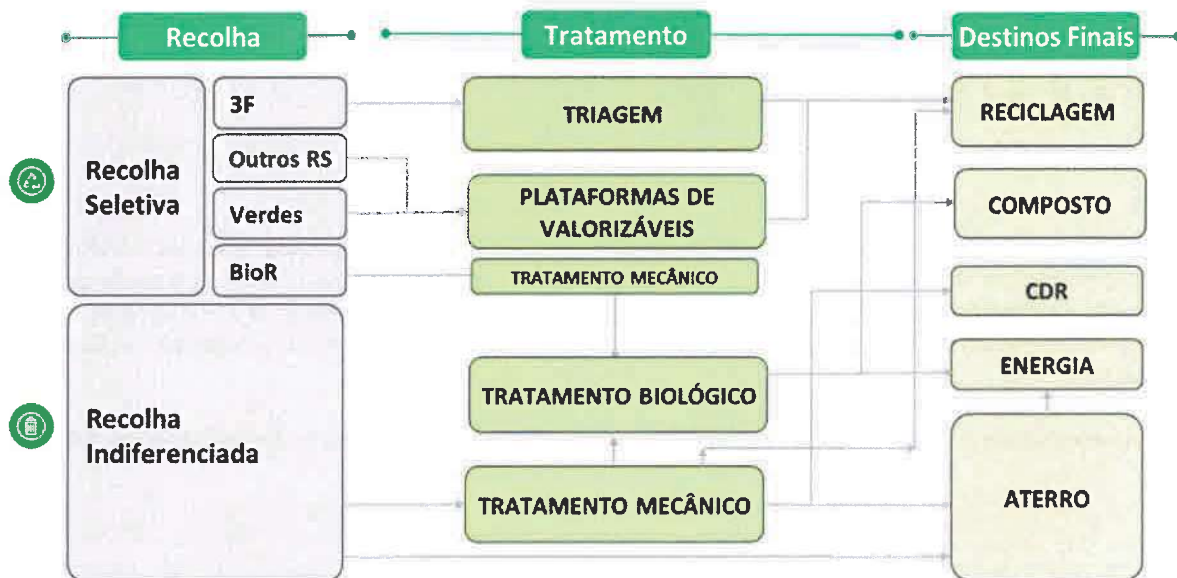 Recolha
Tratamento
Destinos Finais
Recolha
Seletiva
3F
Outros RS
Verdes
BioR
TRIAGEM
PLATAFORMAS DE
VALORIZÁVEIS
TRATAMENTO MECÂNICO
RECICLAGEM
COMPOSTO
CDR
ENERGIA
TRATAMENTO BIOLÓGICO
Recolha
Indiferenciada
TRATAMENTO MECÂNICO
ATERRO